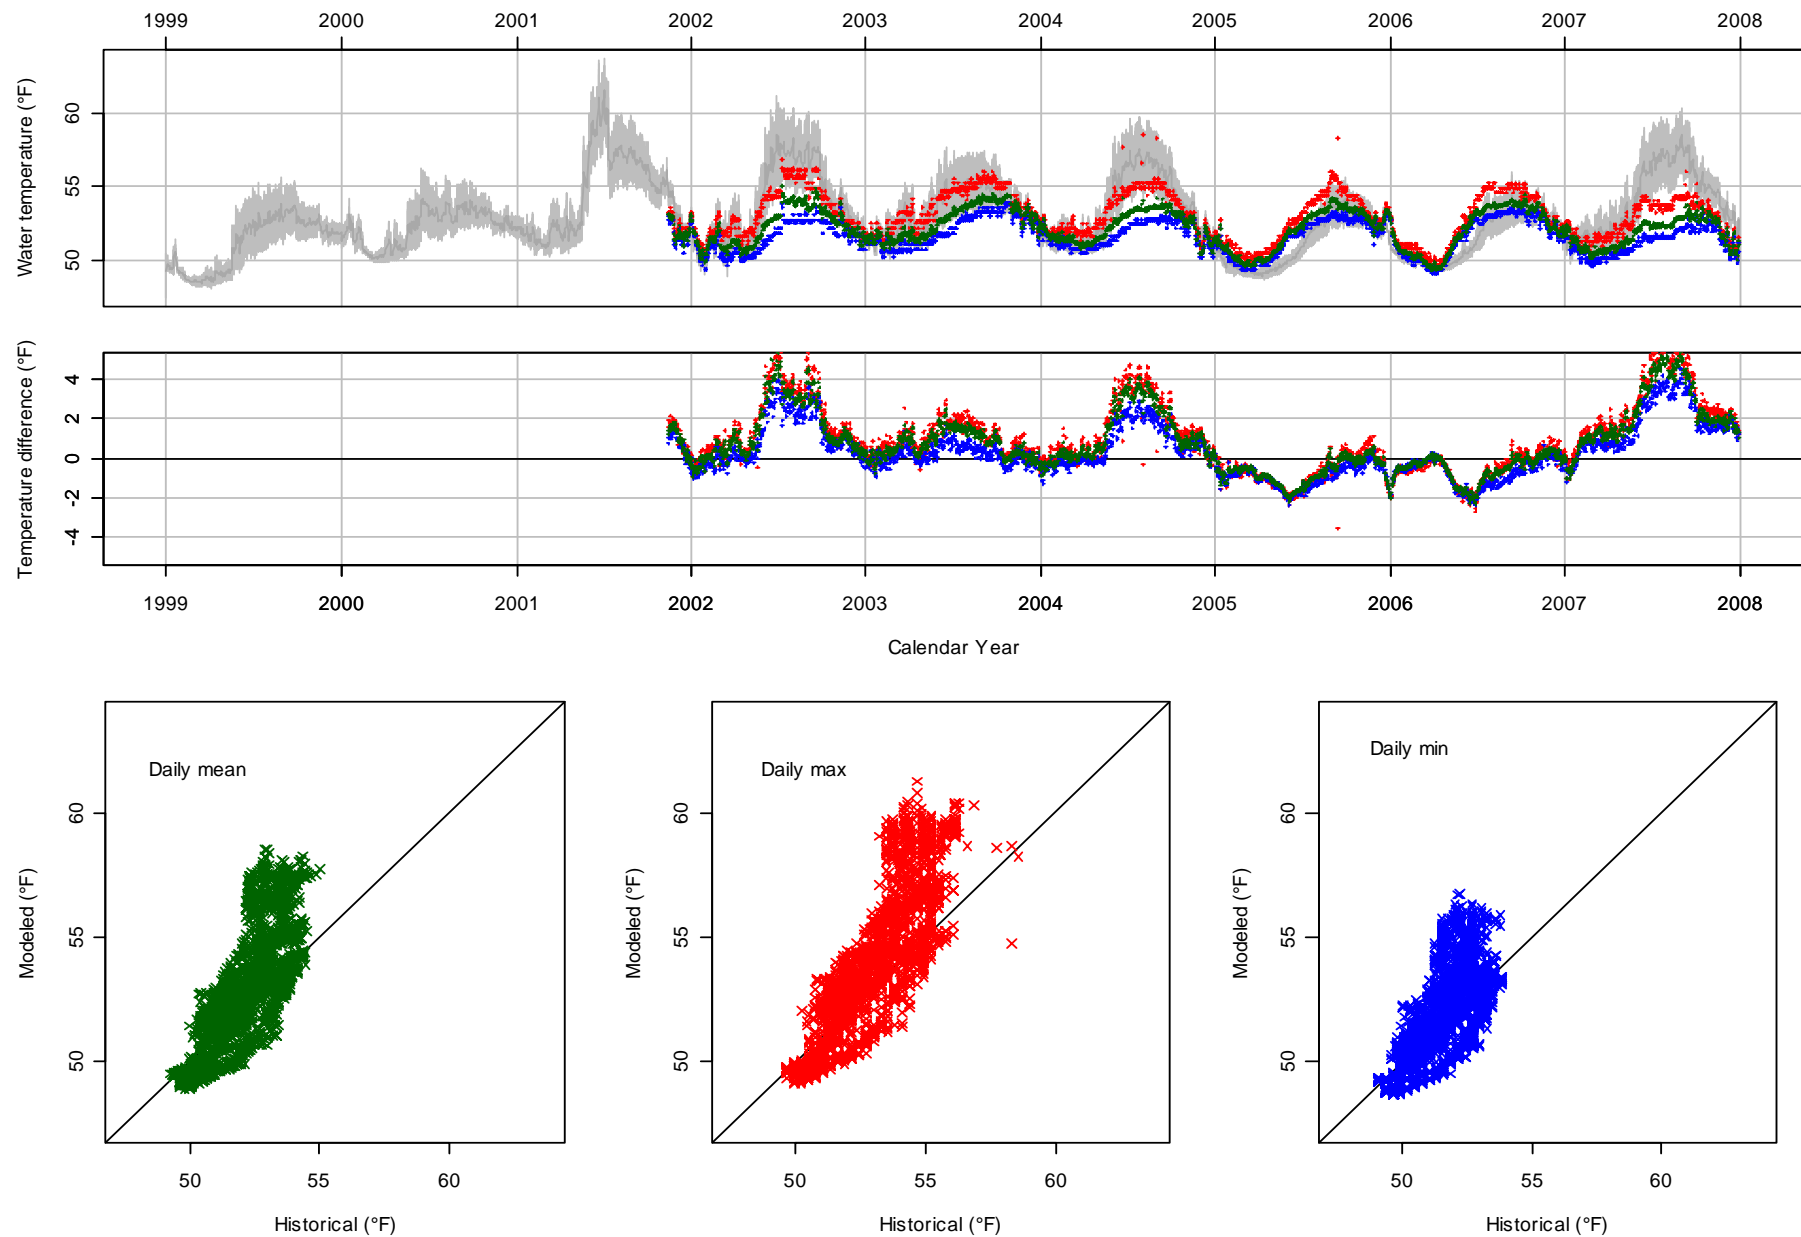 1999 2000 2001 2002 2003 2004 2005 2006 2007 2008
Water temperature (°F)
60
55
50
Temperature difference (°F)
4
2
0
-2
-4
1999 2000 2001 2002 2003 2004 2005 2006 2007 2008
Calendar Year
Daily mean
Modeled (°F)
60
55
50
50 55 60
Historical (°F)
Daily max
Modeled (°F)
60
55
50
50 55 60
Historical (°F)
Daily min
Modeled (°F)
60
55
50
50 55 60
Historical (°F)